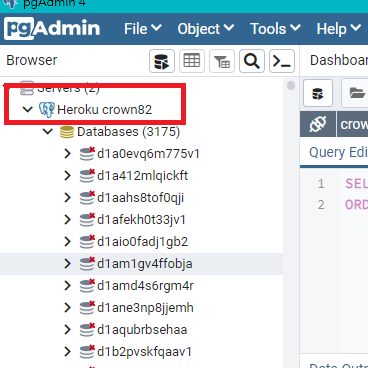 pgAdmin 4
pgAdmin File Object Tools Help
Browser Dashboar
Servers (2)
Heroku crown82 crow
Databases (3175)
d1a0evq6m775v1 Query Edi
d1a412mlqickft 1 SEL
d1aahs8tof0qji 2 ORD
d1afekh0t33jv1
d1aio0fadj1gb2
d1am1gv4ffobja
d1amd4s6rgm4r
d1ane3np8jjemh
d1aqubrbsehaa
d1b2pvskfqaav1
Data Outp